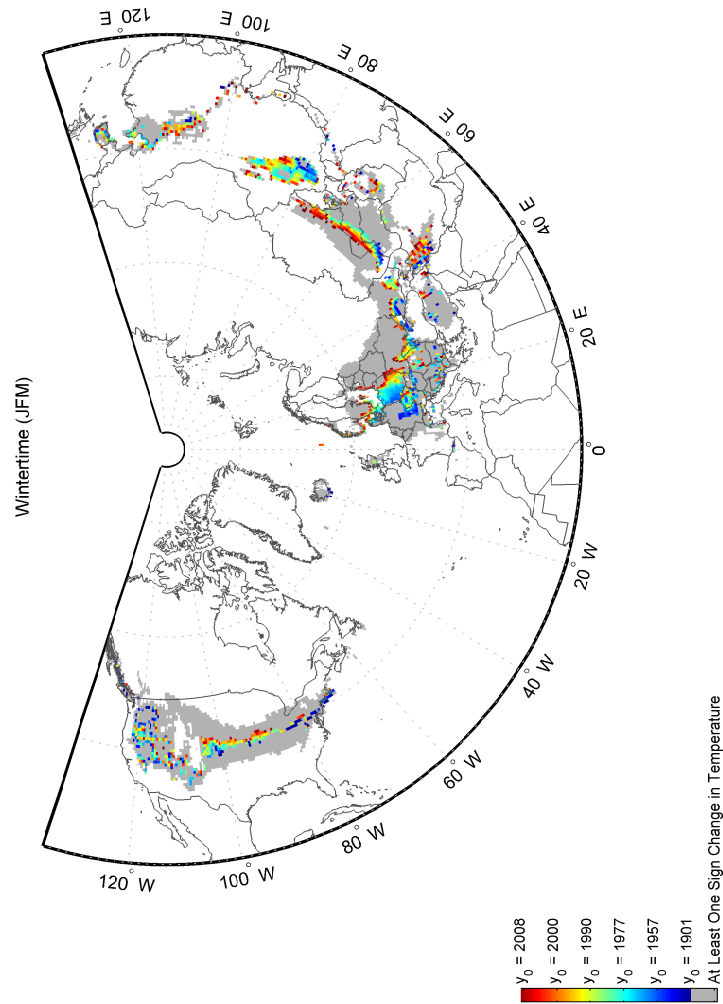 Wintertime (JFM)
120 W
100 W
80 W
60 W
40 W
20 W
0
20 E
40 E
60 E
80 E
100 E
120 E
y0 = 2008
y0 = 2000
y0 = 1990
y0 = 1977
y0 = 1957
y0 = 1901
At Least One Sign Change in Temperature